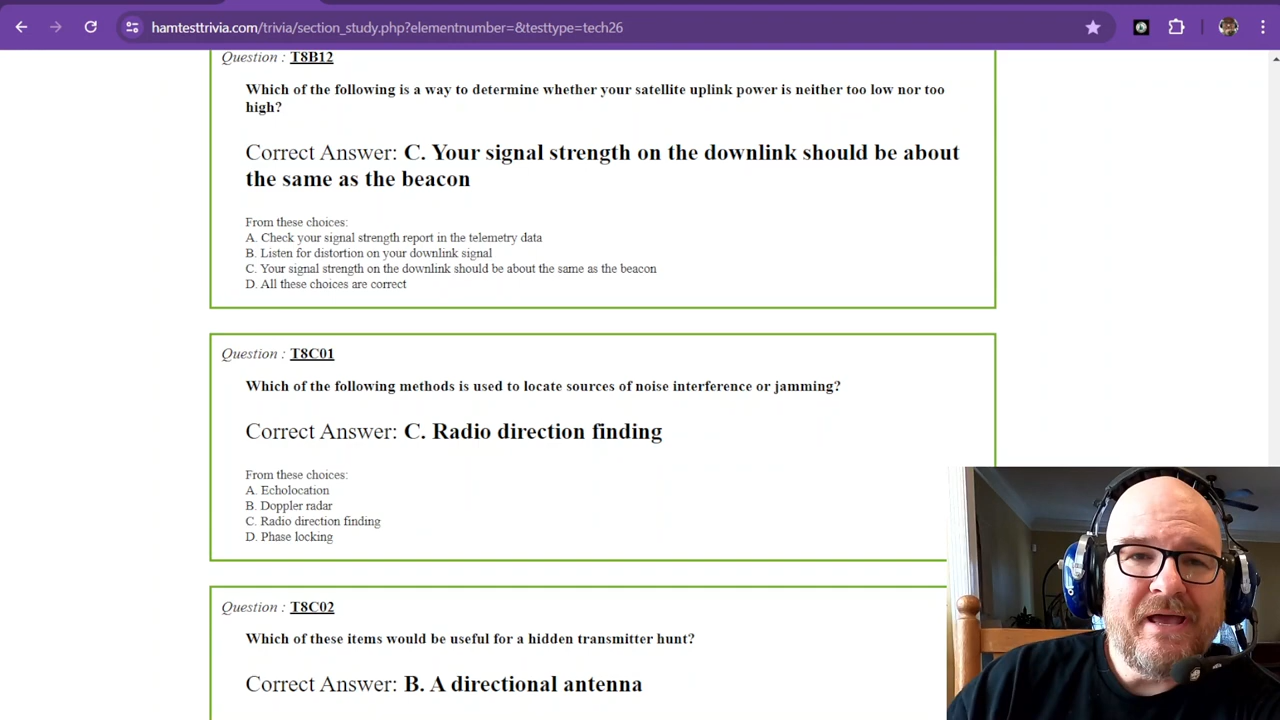 hamtesttrivia.com/trivia/section_study.php?elementnumber=&testtype=tech26
Question : T8B12
Which of the following is a way to determine whether your satellite uplink power is neither too low nor too
high?
Correct Answer: C. Your signal strength on the downlink should be about
the same as the beacon
From these choices:
A. Check your signal strength report in the telemetry data
B. Listen for distortion on your downlink signal
C. Your signal strength on the downlink should be about the same as the beacon
D. All these choices are correct
Question : T8C01
Which of the following methods is used to locate sources of noise interference or jamming?
Correct Answer: C. Radio direction finding
From these choices:
A. Echolocation
B. Doppler radar
C. Radio direction finding
D. Phase locking
Question : T8C02
Which of these items would be useful for a hidden transmitter hunt?
Correct Answer: B. A directional antenna